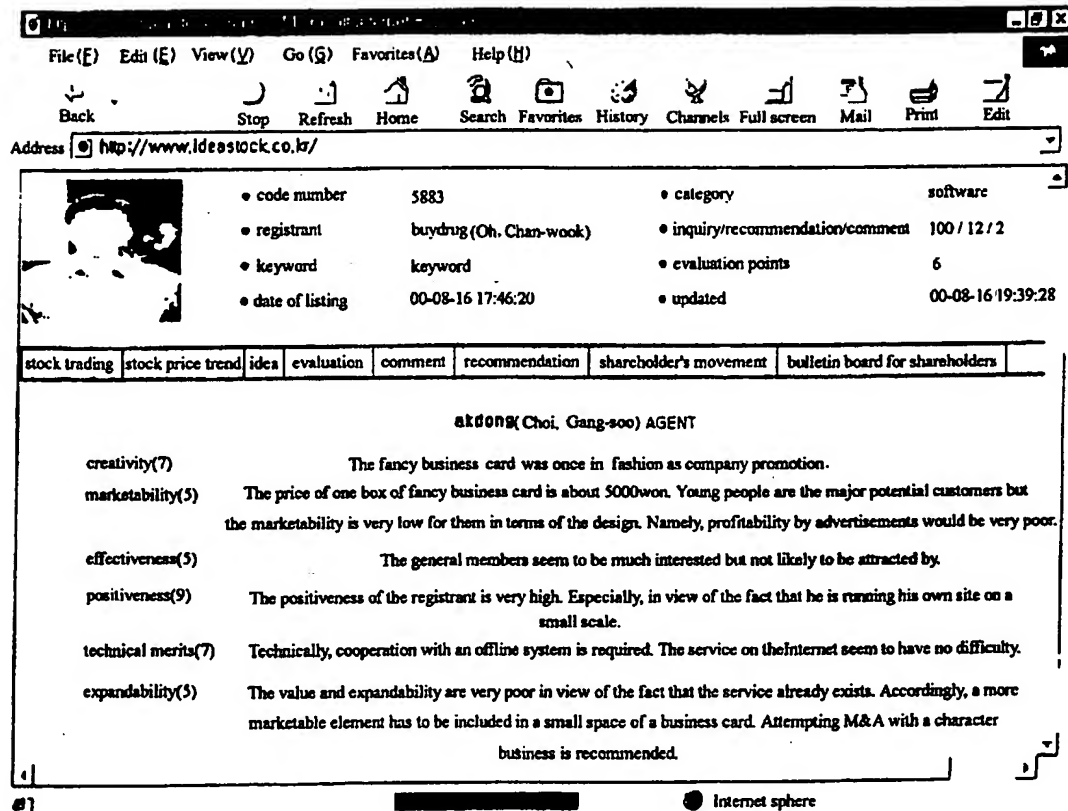 File(F) Edit (E) View(V) Go (G) Favorites(A) Help(H)
Back Stop Refresh Home Search Favorites History Channels Full screen Mail Print Edit
Address http://www.ideastock.co.kr/
code number 5883 category software
registrant buydrug(Oh, Chan-wook) inquiry/recommendation/comment 100 / 12 / 2
keyword keyword evaluation points 6
date of listing 00-08-16 17:46:20 updated 00-08-16 19:39:28
stock trading stock price trend idea evaluation comment recommendation shareholder's movement bulletin board for shareholders
akdong(Choi, Gang-soo) AGENT
creativity(7) The fancy business card was once in fashion as company promotion.
marketability(5) The price of one box of fancy business card is about 5000won. Young people are the major potential customers but
the marketability is very low for them in terms of the design. Namely, profitability by advertisements would be very poor.
effectiveness(5) The general members seem to be much interested but not likely to be attracted by.
positiveness(9) The positiveness of the registrant is very high. Especially, in view of the fact that he is running his own site on a
small scale.
technical merits(7) Technically, cooperation with an offline system is required. The service on theInternet seem to have no difficulty.
expandability(5) The value and expandability are very poor in view of the fact that the service already exists. Accordingly, a more
marketable element has to be included in a small space of a business card. Attempting M&A with a character
business is recommended.
Internet sphere